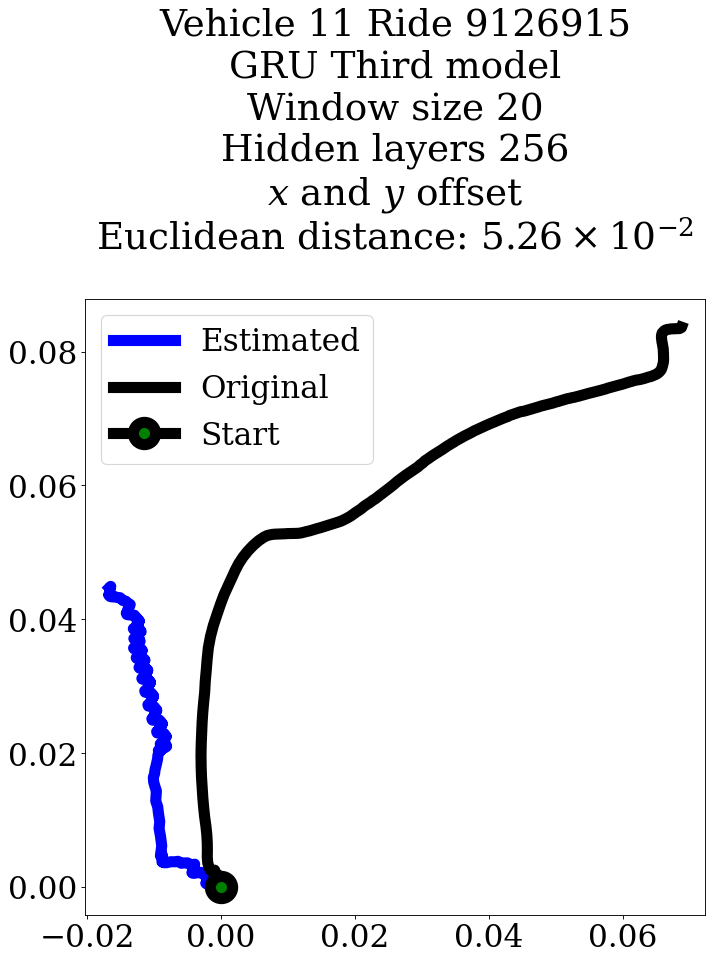 Vehicle 11 Ride 9126915
GRU Third model
Window size 20
Hidden layers 256
x and y offset
Euclidean distance: 5.26 × 10⁻²
Estimated
Original
Start
0.08
0.06
0.04
0.02
0.00
−0.02 0.00 0.02 0.04 0.06